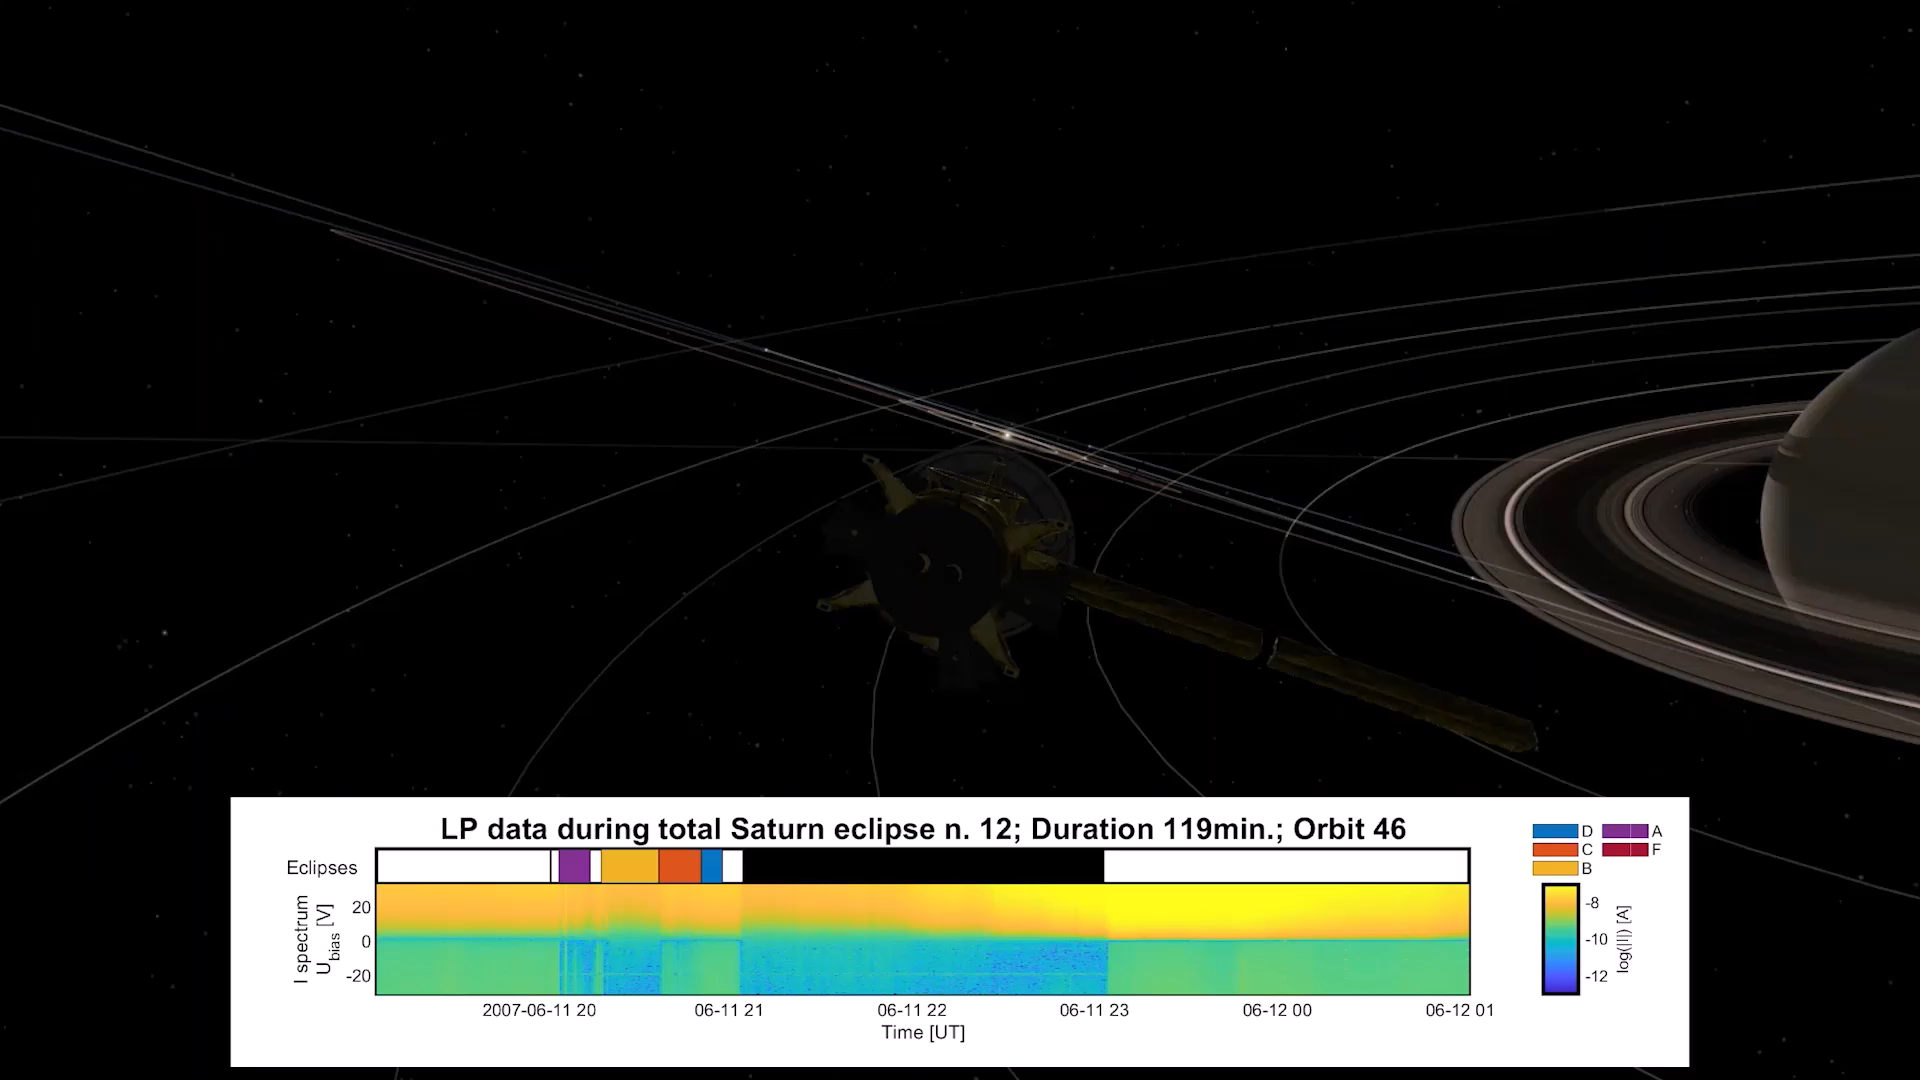 LP data during total Saturn eclipse n. 12; Duration 119min.; Orbit 46
D A
C F
B
Eclipses
I spectrum
U_bias [V]
20
0
-20
-8
-10
-12
log(|I|) [A]
2007-06-11 20 06-11 21 06-11 22 06-11 23 06-12 00 06-12 01
Time [UT]